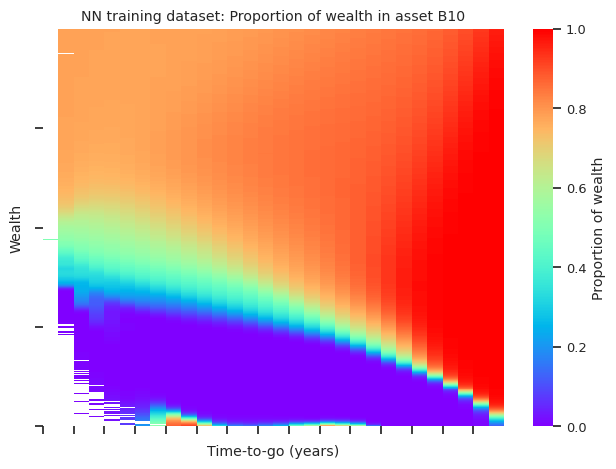 NN training dataset: Proportion of wealth in asset B10
Wealth
Time-to-go (years)
1.0
0.8
0.6
0.4
0.2
0.0
Proportion of wealth